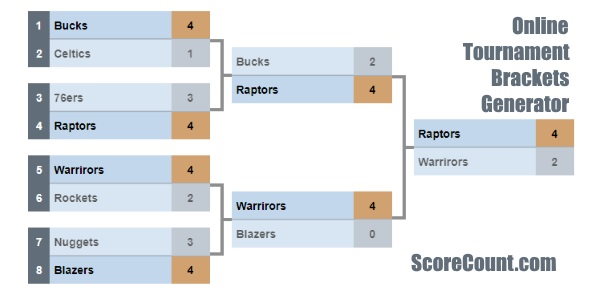 1 Bucks 4
2 Celtics 1
3 76ers 3
4 Raptors 4
5 Warrirors 4
6 Rockets 2
7 Nuggets 3
8 Blazers 4
Bucks 2
Raptors 4
Warrirors 4
Blazers 0
Raptors 4
Warrirors 2
Online
Tournament
Brackets
Generator
ScoreCount.com